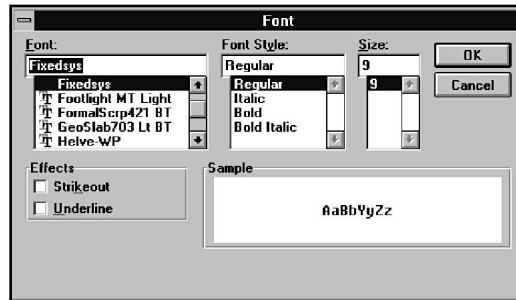 Font
Font:
Fixedsys
Fixedsys
Footlight MT Light
FormalScrp421 BT
GeoSlab703 Lt BT
Helve-WP
Font Style:
Regular
Regular
Italic
Bold
Bold Italic
Size:
9
9
OK
Cancel
Effects
Strikeout
Underline
Sample
AaBbYyZz